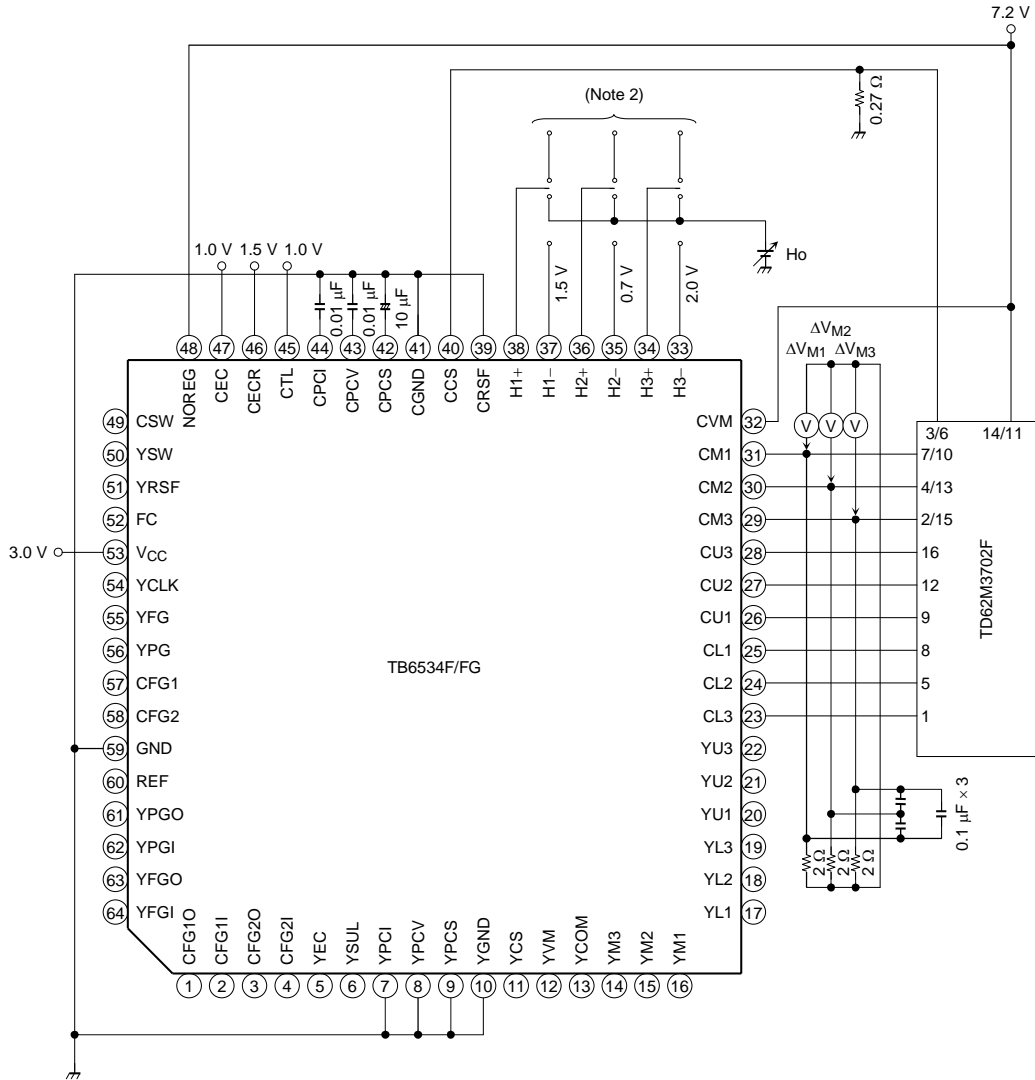 7.2 V
0.27 Ω
(Note 2)
1.0 V 1.5 V 1.0 V
0.01 µF
0.01 µF
10 µF
1.5 V
0.7 V
2.0 V
Ho
48 47 46 45 44 43 42 41 40 39 38 37 36 35 34 33
NOREG
CEC
CECR
CTL
CPCI
CPCV
CPCS
CGND
CCS
CRSF
H1+
H1−
H2+
H2−
H3+
H3−
ΔVM2
ΔVM1 ΔVM3
V V V
49 CSW
50 YSW
51 YRSF
52 FC
3.0 V 53 VCC
54 YCLK
55 YFG
56 YPG
57 CFG1
58 CFG2
59 GND
60 REF
61 YPGO
62 YPGI
63 YFGO
64 YFGI
TB6534F/FG
CVM 32
CM1 31
CM2 30
CM3 29
CU3 28
CU2 27
CU1 26
CL1 25
CL2 24
CL3 23
YU3 22
YU2 21
YU1 20
YL3 19
YL2 18
YL1 17
3/6 14/11
7/10
4/13
2/15
16
12
9
8
5
1
TD62M3702F
0.1 µF × 3
2 Ω
2 Ω
2 Ω
CFG1O
CFG1I
CFG2O
CFG2I
YEC
YSUL
YPCI
YPCV
YPCS
YGND
YCS
YVM
YCOM
YM3
YM2
YM1
1 2 3 4 5 6 7 8 9 10 11 12 13 14 15 16